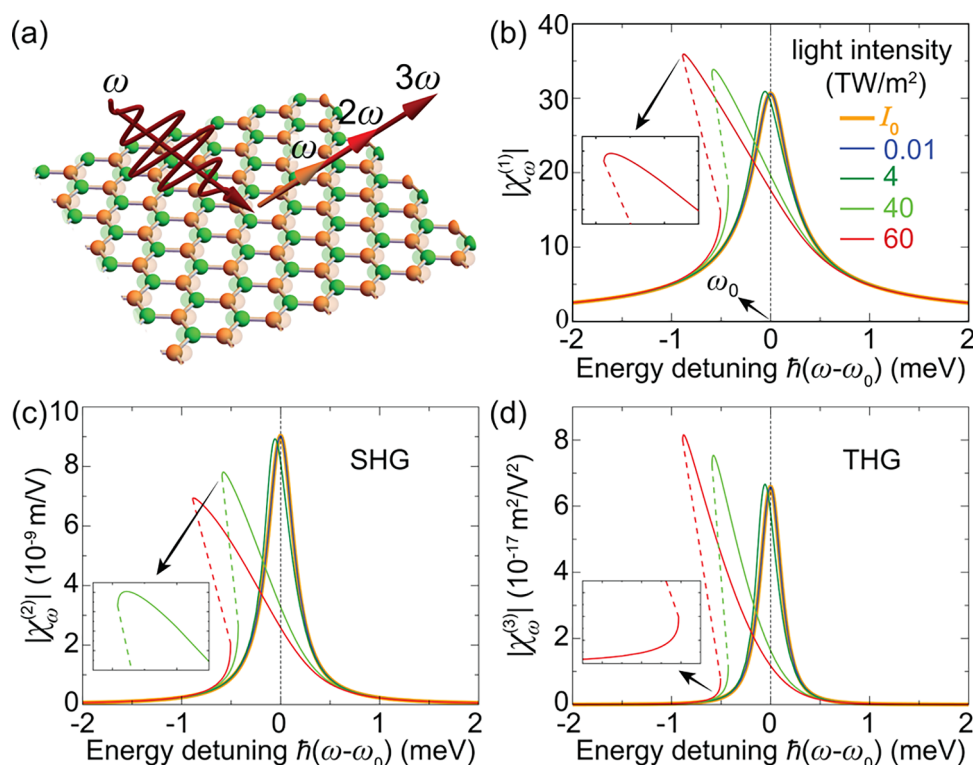 (a)
ω
ω
2ω
3ω
(b)
|χω(1)|
40
30
20
10
0
light intensity
(TW/m²)
I₀
0.01
4
40
60
ω₀
-2 -1 0 1 2
Energy detuning ħ(ω-ω₀) (meV)
(c)
|χω(2)| (10⁻⁹ m/V)
10
8
6
4
2
0
SHG
-2 -1 0 1 2
Energy detuning ħ(ω-ω₀) (meV)
(d)
|χω(3)| (10⁻¹⁷ m²/V²)
8
6
4
2
0
THG
-2 -1 0 1 2
Energy detuning ħ(ω-ω₀) (meV)